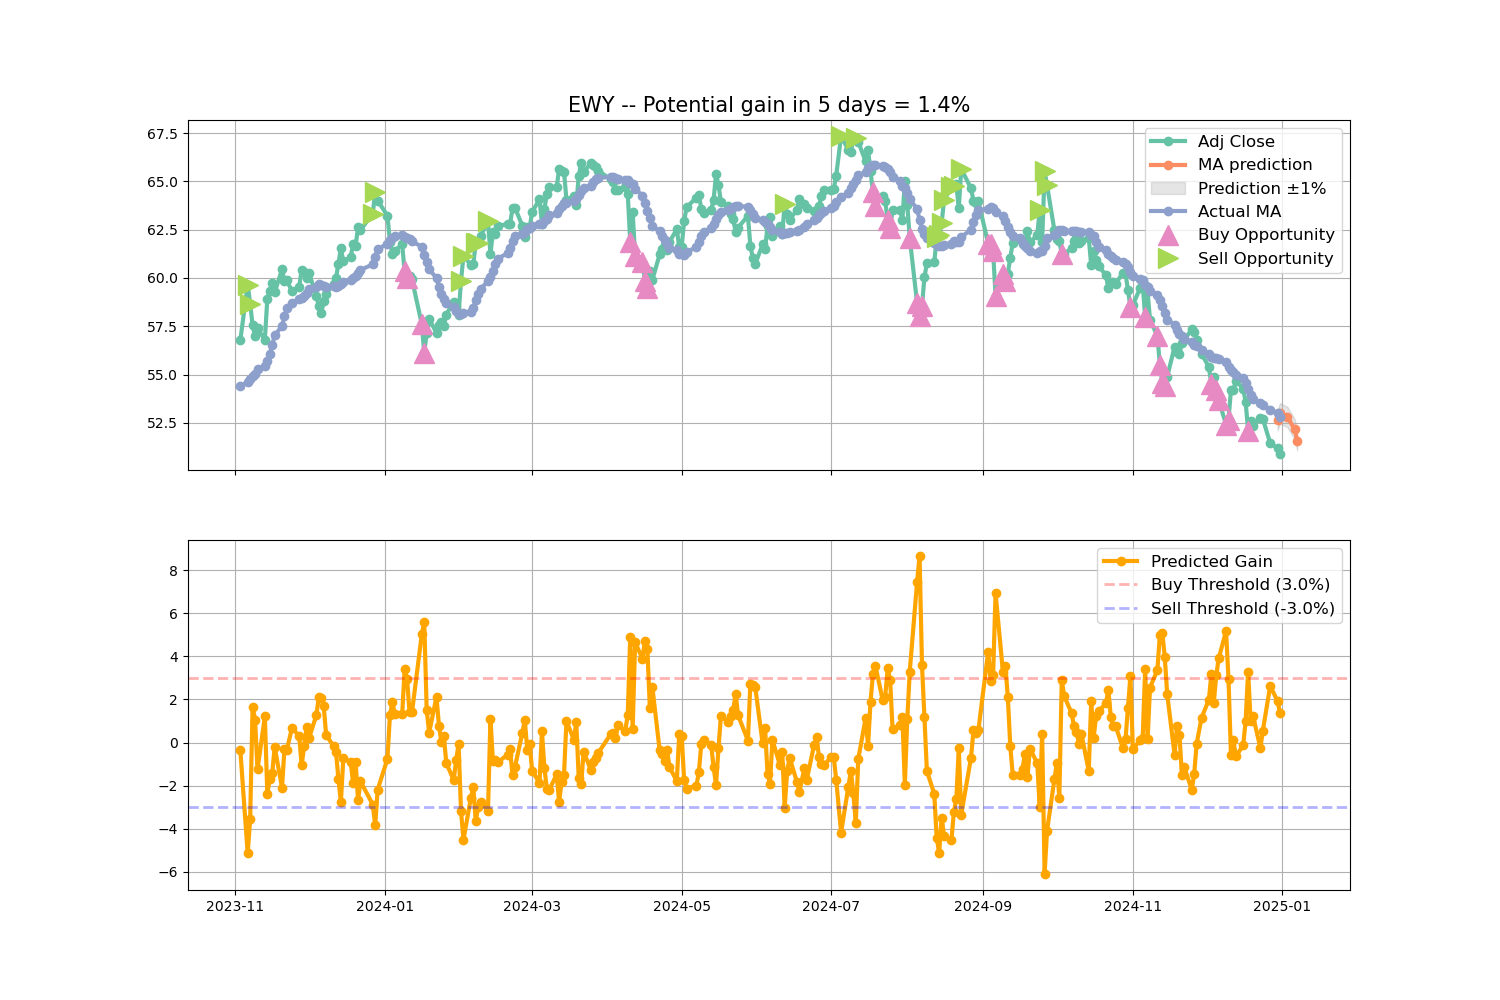 EWY -- Potential gain in 5 days = 1.4%
67.5
65.0
62.5
60.0
57.5
55.0
52.5
Adj Close
MA prediction
Prediction ±1%
Actual MA
Buy Opportunity
Sell Opportunity
8
6
4
2
0
−2
−4
−6
Predicted Gain
Buy Threshold (3.0%)
Sell Threshold (-3.0%)
2023-11
2024-01
2024-03
2024-05
2024-07
2024-09
2024-11
2025-01